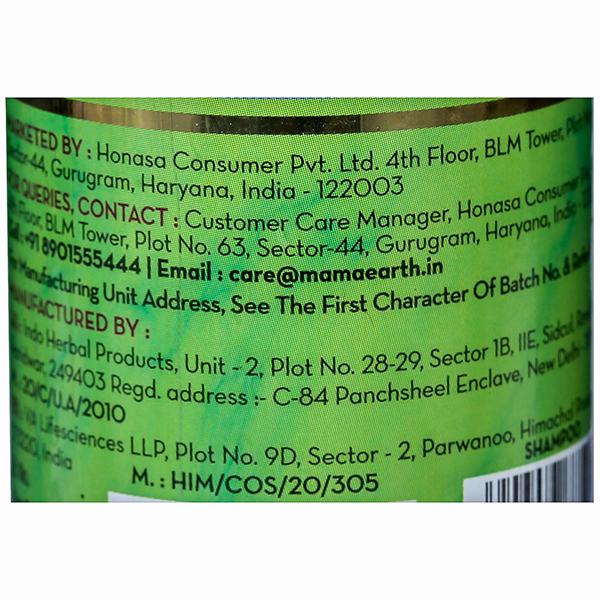 MARKETED BY : Honasa Consumer Pvt. Ltd. 4th Floor, BLM Tower, Plot
Sector-44, Gurugram, Haryana, India - 122003
FOR QUERIES, CONTACT : Customer Care Manager, Honasa Consumer
Floor, BLM Tower, Plot No. 63, Sector-44, Gurugram, Haryana, India -
+91 8901555444 | Email : care@mamaearth.in
Manufacturing Unit Address, See The First Character Of Batch No. &
MANUFACTURED BY :
Indo Herbal Products, Unit - 2, Plot No. 28-29, Sector 1B, IIE, Sidcul,
249403 Regd. address :- C-84 Panchsheel Enclave, New Delhi
20/C/UA/2010
Lifesciences LLP, Plot No. 9D, Sector - 2, Parwanoo, Himachal
India
SHAMPOO
M. : HIM/COS/20/305